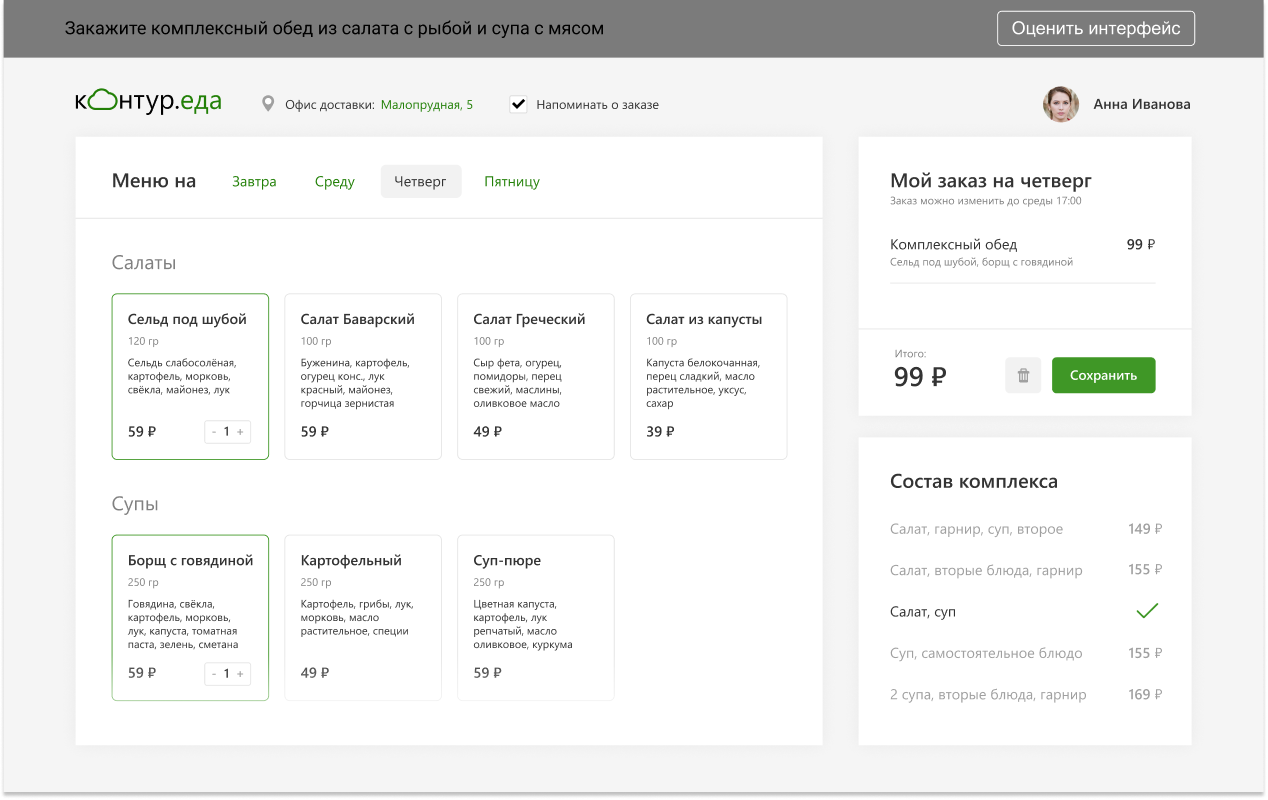 Закажите комплексный обед из салата с рыбой и супа с мясом
Оценить интерфейс
контур.еда
Офис доставки: Малопрудная, 5
Напоминать о заказе
Анна Иванова
Меню на
Завтра
Среду
Четверг
Пятницу
Салаты
Сельд под шубой
120 гр
Сельдь слабосолёная,
картофель, морковь,
свёкла, майонез, лук
59 ₽
- 1 +
Салат Баварский
100 гр
Буженина, картофель,
огурец конс., лук
красный, майонез,
горчица зернистая
59 ₽
Салат Греческий
100 гр
Сыр фета, огурец,
помидоры, перец
свежий, маслины,
оливковое масло
49 ₽
Салат из капусты
100 гр
Капуста белокочанная,
перец сладкий, масло
растительное, уксус,
сахар
39 ₽
Супы
Борщ с говядиной
250 гр
Говядина, свёкла,
картофель, морковь,
лук, капуста, томатная
паста, зелень, сметана
59 ₽
- 1 +
Картофельный
250 гр
Картофель, грибы, лук,
морковь, масло
растительное, специи
49 ₽
Суп-пюре
250 гр
Цветная капуста,
картофель, лук
репчатый, масло
оливковое, куркума
59 ₽
Мой заказ на четверг
Заказ можно изменить до среды 17:00
Комплексный обед 99 ₽
Сельд под шубой, борщ с говядиной
Итого:
99 ₽
Сохранить
Состав комплекса
Салат, гарнир, суп, второе 149 ₽
Салат, вторые блюда, гарнир 155 ₽
Салат, суп
Суп, самостоятельное блюдо 155 ₽
2 супа, вторые блюда, гарнир 169 ₽